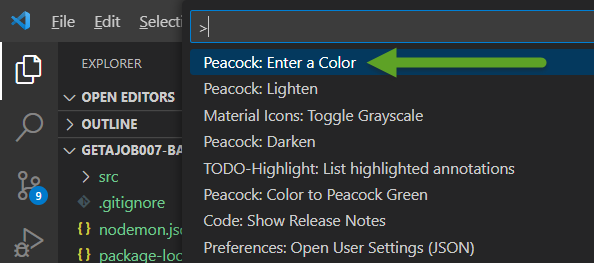 File Edit Selec
>
EXPLORER
OPEN EDITORS
OUTLINE
GETAJOB007-BA
src
.gitignore
nodemon.js
package-loc
9
Peacock: Enter a Color
Peacock: Lighten
Material Icons: Toggle Grayscale
Peacock: Darken
TODO-Highlight: List highlighted annotations
Peacock: Color to Peacock Green
Code: Show Release Notes
Preferences: Open User Settings (JSON)